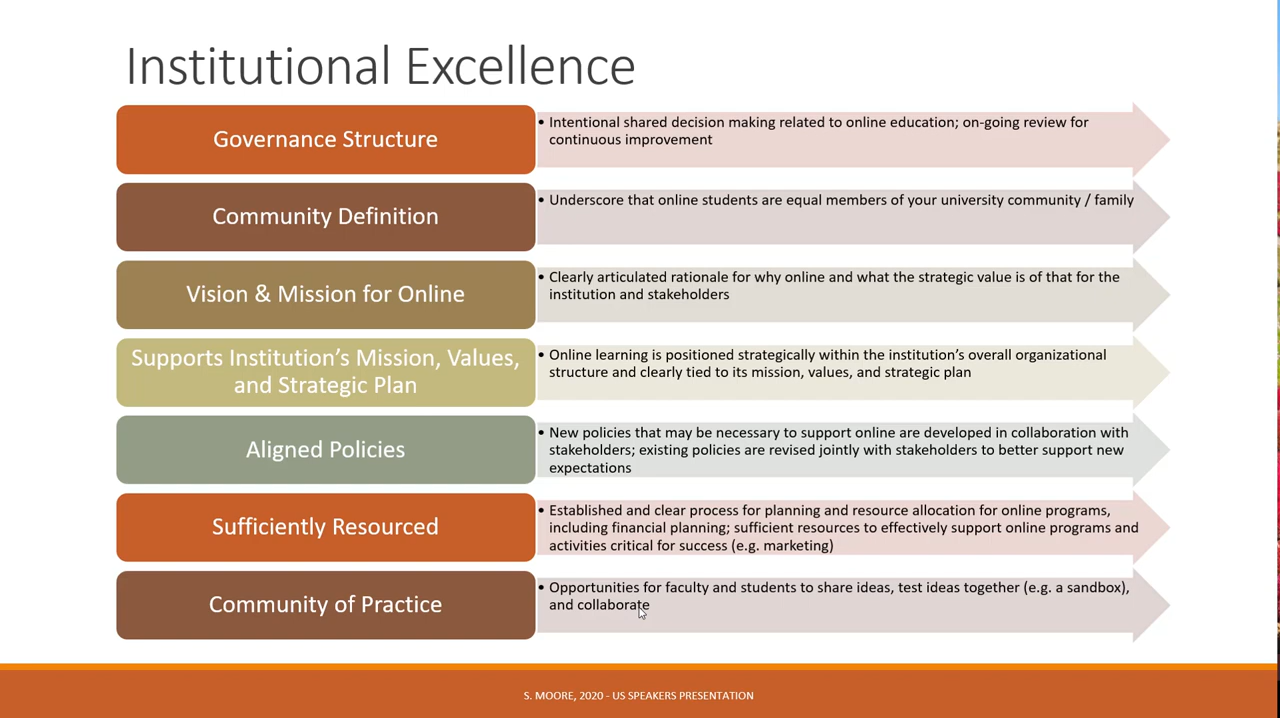 Institutional Excellence
Governance Structure
• Intentional shared decision making related to online education; on-going review for
continuous improvement
Community Definition
• Underscore that online students are equal members of your university community / family
Vision & Mission for Online
• Clearly articulated rationale for why online and what the strategic value is of that for the
institution and stakeholders
Supports Institution’s Mission, Values,
and Strategic Plan
• Online learning is positioned strategically within the institution’s overall organizational
structure and clearly tied to its mission, values, and strategic plan
Aligned Policies
• New policies that may be necessary to support online are developed in collaboration with
stakeholders; existing policies are revised jointly with stakeholders to better support new
expectations
Sufficiently Resourced
• Established and clear process for planning and resource allocation for online programs,
including financial planning; sufficient resources to effectively support online programs and
activities critical for success (e.g. marketing)
Community of Practice
• Opportunities for faculty and students to share ideas, test ideas together (e.g. a sandbox),
and collaborate
S. MOORE, 2020 - US SPEAKERS PRESENTATION